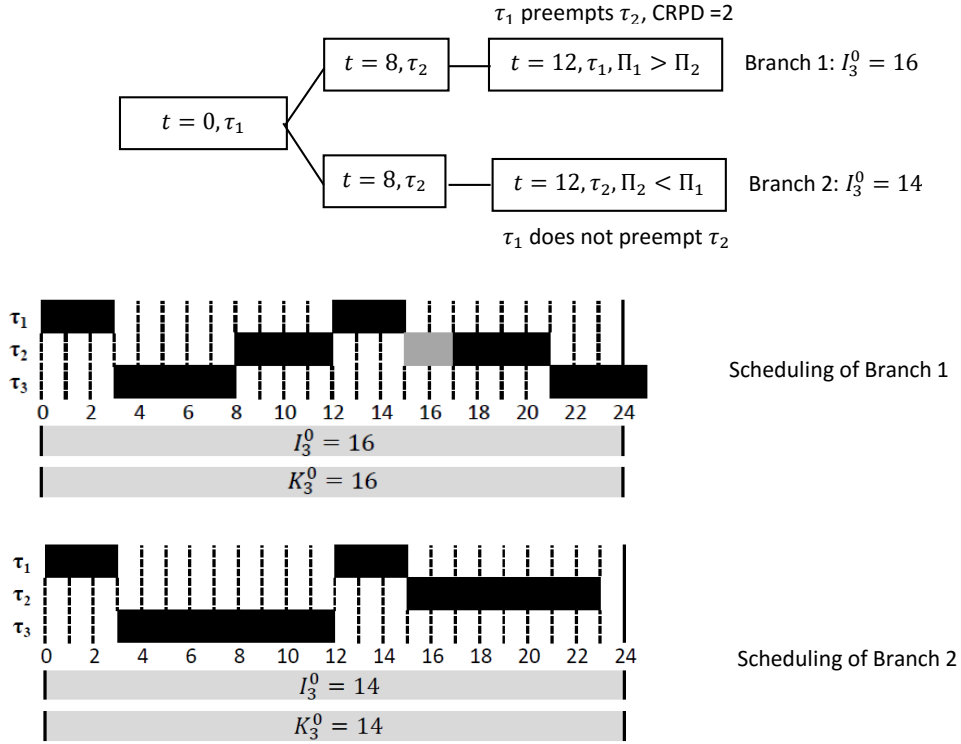 τ₁ preempts τ₂, CRPD =2
t = 8, τ₂
t = 12, τ₁, Π₁ > Π₂
Branch 1: I₃⁰ = 16
t = 0, τ₁
t = 8, τ₂
t = 12, τ₂, Π₂ < Π₁
Branch 2: I₃⁰ = 14
τ₁ does not preempt τ₂
τ₁
τ₂
τ₃
Scheduling of Branch 1
0 2 4 6 8 10 12 14 16 18 20 22 24
I₃⁰ = 16
K₃⁰ = 16
τ₁
τ₂
τ₃
0 2 4 6 8 10 12 14 16 18 20 22 24
Scheduling of Branch 2
I₃⁰ = 14
K₃⁰ = 14